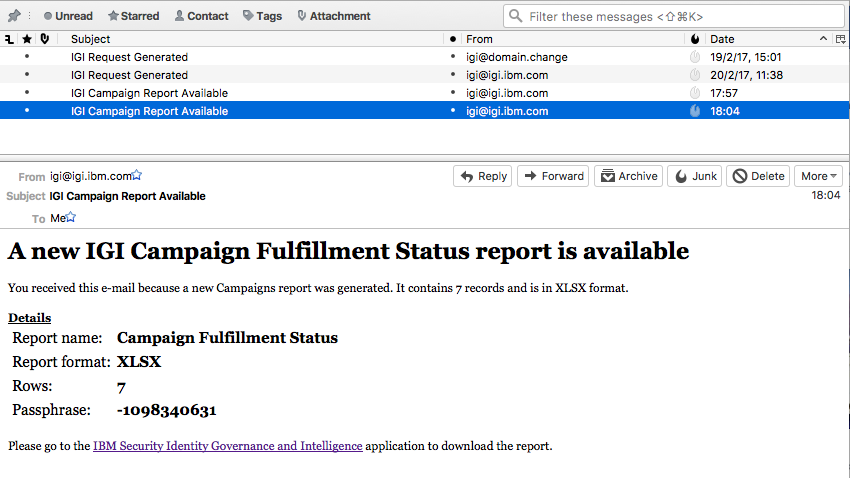 Unread Starred Contact Tags Attachment Filter these messages <⇧⌘K>
Subject From Date
IGI Request Generated igi@domain.change 19/2/17, 15:01
IGI Request Generated igi@igi.ibm.com 20/2/17, 11:38
IGI Campaign Report Available igi@igi.ibm.com 17:57
IGI Campaign Report Available igi@igi.ibm.com 18:04
From igi@igi.ibm.com Reply Forward Archive Junk Delete More
Subject IGI Campaign Report Available 18:04
To Me
A new IGI Campaign Fulfillment Status report is available
You received this e-mail because a new Campaigns report was generated. It contains 7 records and is in XLSX format.
Details
Report name: Campaign Fulfillment Status
Report format: XLSX
Rows: 7
Passphrase: -1098340631
Please go to the IBM Security Identity Governance and Intelligence application to download the report.